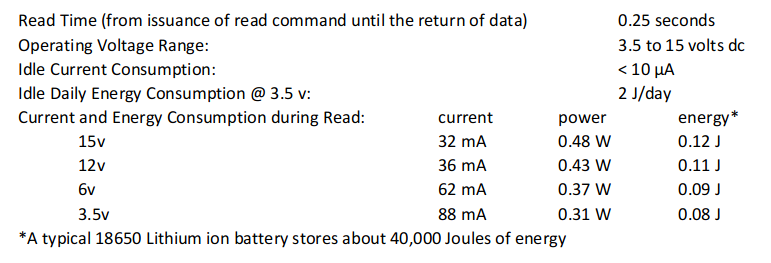 Read Time (from issuance of read command until the return of data) 0.25 seconds
Operating Voltage Range: 3.5 to 15 volts dc
Idle Current Consumption: < 10 µA
Idle Daily Energy Consumption @ 3.5 v: 2 J/day
Current and Energy Consumption during Read: current power energy*
15v 32 mA 0.48 W 0.12 J
12v 36 mA 0.43 W 0.11 J
6v 62 mA 0.37 W 0.09 J
3.5v 88 mA 0.31 W 0.08 J
*A typical 18650 Lithium ion battery stores about 40,000 Joules of energy